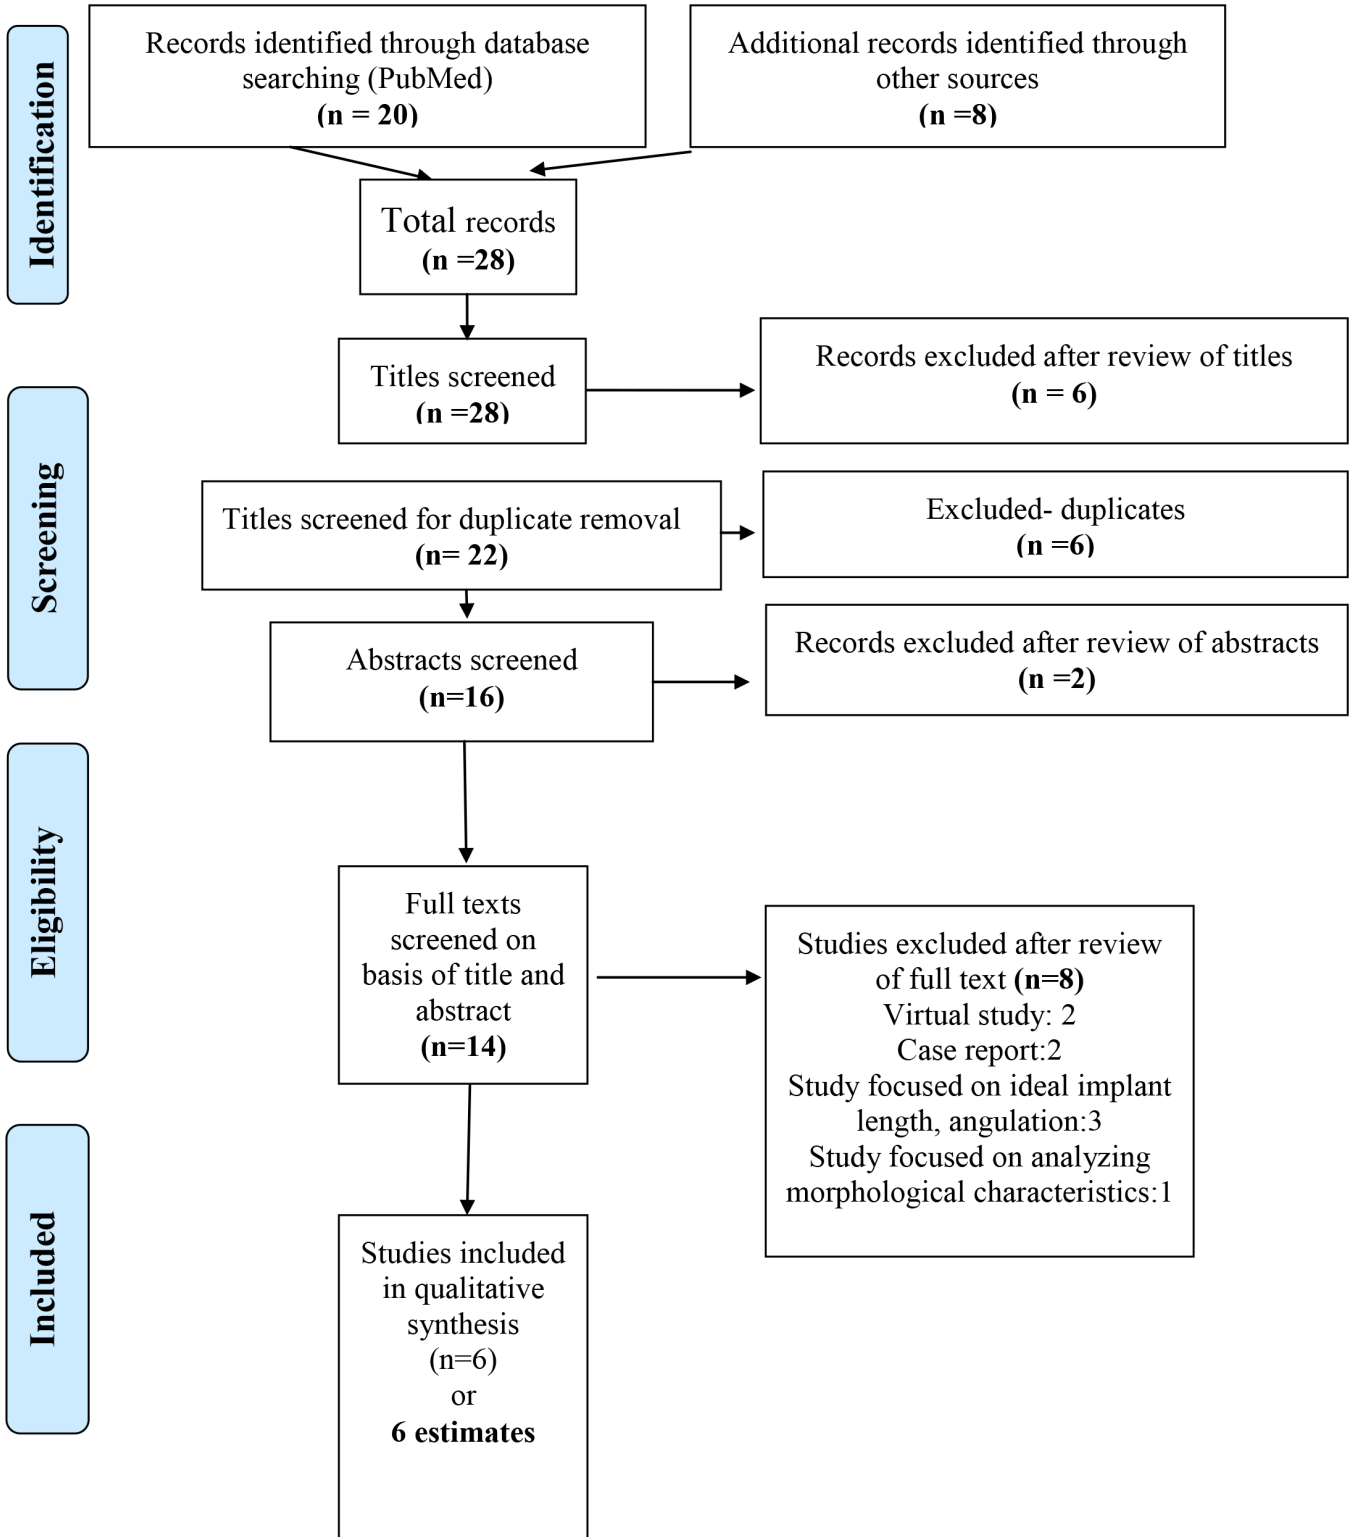 Identification
Records identified through database
searching (PubMed)
(n = 20)
Additional records identified through
other sources
(n =8)
Total records
(n =28)
Screening
Titles screened
(n =28)
Records excluded after review of titles
(n = 6)
Titles screened for duplicate removal
(n= 22)
Excluded- duplicates
(n =6)
Abstracts screened
(n=16)
Records excluded after review of abstracts
(n =2)
Eligibility
Full texts
screened on
basis of title and
abstract
(n=14)
Studies excluded after review
of full text (n=8)
Virtual study: 2
Case report:2
Study focused on ideal implant
length, angulation:3
Study focused on analyzing
morphological characteristics:1
Included
Studies included
in qualitative
synthesis
(n=6)
or
6 estimates